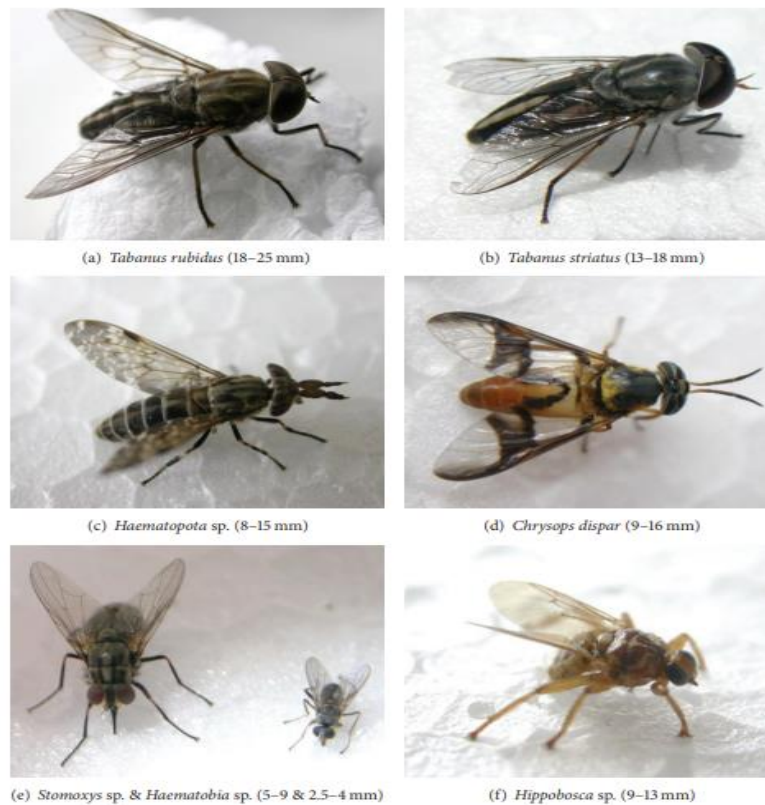 (a) Tabanus rubidus (18–25 mm)
(b) Tabanus striatus (13–18 mm)
(c) Haematopota sp. (8–15 mm)
(d) Chrysops dispar (9–16 mm)
(e) Stomoxys sp. & Haematobia sp. (5–9 & 2.5–4 mm)
(f) Hippobosca sp. (9–13 mm)